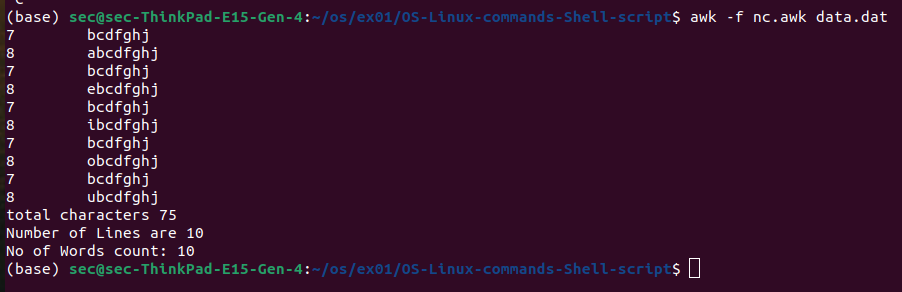 (base) sec@sec-ThinkPad-E15-Gen-4:~/os/ex01/OS-Linux-commands-Shell-script$ awk -f nc.awk data.dat
7 bcdfghj
8 abcdfghj
7 bcdfghj
8 ebcdfghj
7 bcdfghj
8 ibcdfghj
7 bcdfghj
8 obcdfghj
7 bcdfghj
8 ubcdfghj
total characters 75
Number of Lines are 10
No of Words count: 10
(base) sec@sec-ThinkPad-E15-Gen-4:~/os/ex01/OS-Linux-commands-Shell-script$